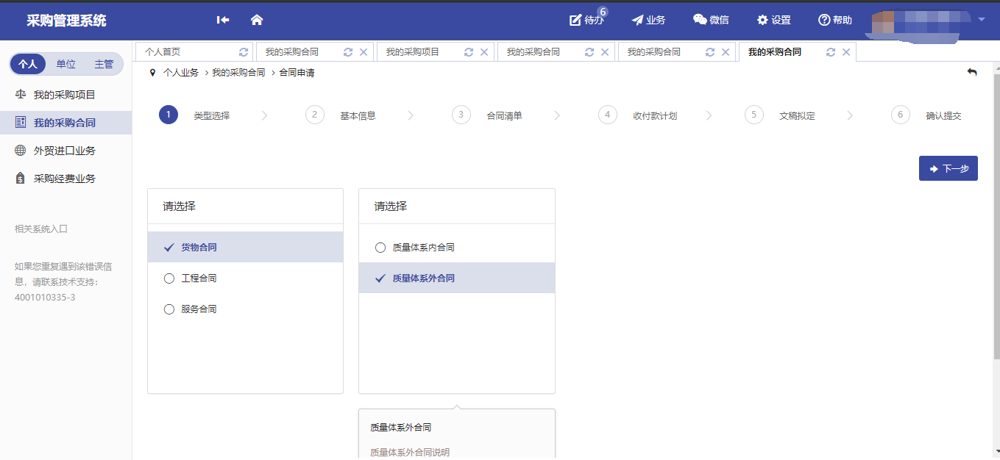 采购管理系统
待办
6
业务
微信
设置
帮助
个人
单位
主管
我的采购项目
我的采购合同
外贸进口业务
采购经费业务
相关系统入口
如果您重复遇到该错误信
息，请联系技术支持：
4001010335-3
个人首页
我的采购合同
我的采购项目
我的采购合同
我的采购合同
我的采购合同
个人业务 > 我的采购合同 > 合同申请
1 类型选择
2 基本信息
3 合同清单
4 收付款计划
5 文稿拟定
6 确认提交
下一步
请选择
货物合同
工程合同
服务合同
请选择
质量体系内合同
质量体系外合同
质量体系外合同
质量体系外合同说明